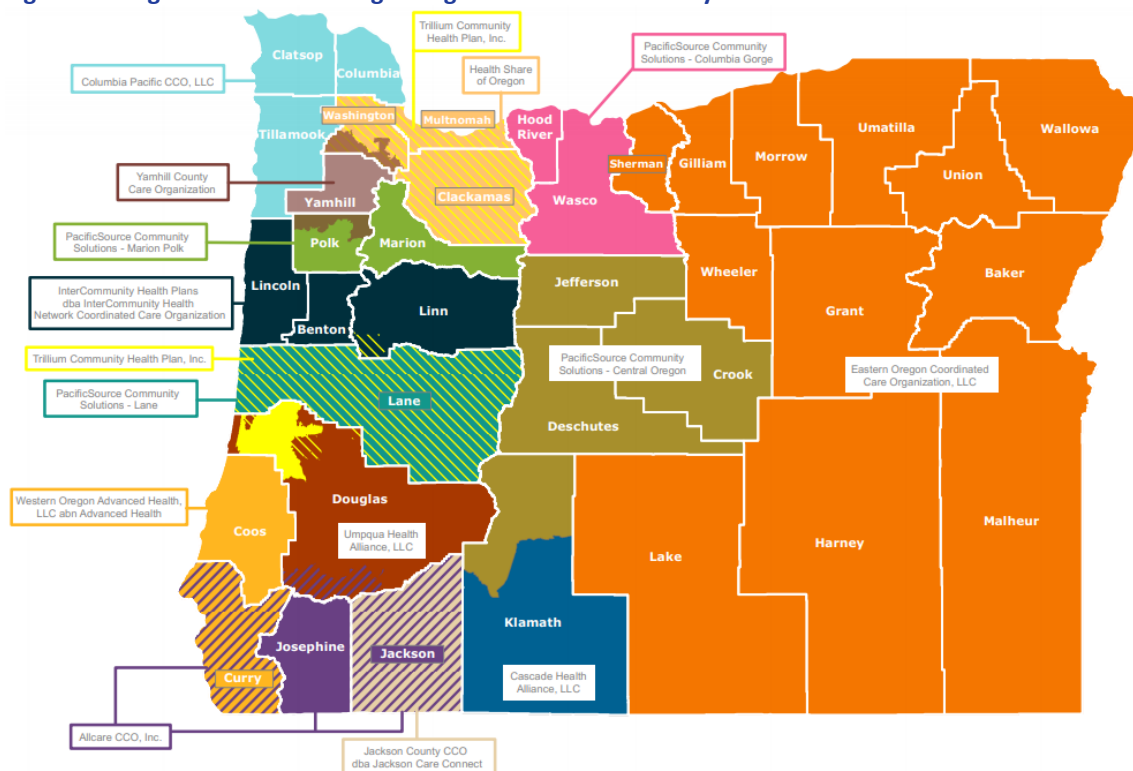 Trillium Community
Health Plan, Inc.
PacificSource Community
Solutions - Columbia Gorge
Clatsop
Columbia
Health Share
of Oregon
Columbia Pacific CCO, LLC
Washington
Multnomah
Hood
River
Tillamook
Umatilla
Wallowa
Sherman
Gilliam
Morrow
Union
Yamhill County
Care Organization
Yamhill
Clackamas
Wasco
PacificSource Community
Solutions - Marion Polk
Polk
Marion
Wheeler
Baker
Jefferson
InterCommunity Health Plans
dba InterCommunity Health
Network Coordinated Care Organization
Lincoln
Benton
Linn
Grant
Trillium Community Health Plan, Inc.
PacificSource Community
Solutions - Central Oregon
Crook
Eastern Oregon Coordinated
Care Organization, LLC
PacificSource Community
Solutions - Lane
Lane
Deschutes
Western Oregon Advanced Health,
LLC abn Advanced Health
Douglas
Coos
Umpqua Health
Alliance, LLC
Lake
Harney
Malheur
Klamath
Josephine
Jackson
Curry
Cascade Health
Alliance, LLC
Allcare CCO, Inc.
Jackson County CCO
dba Jackson Care Connect